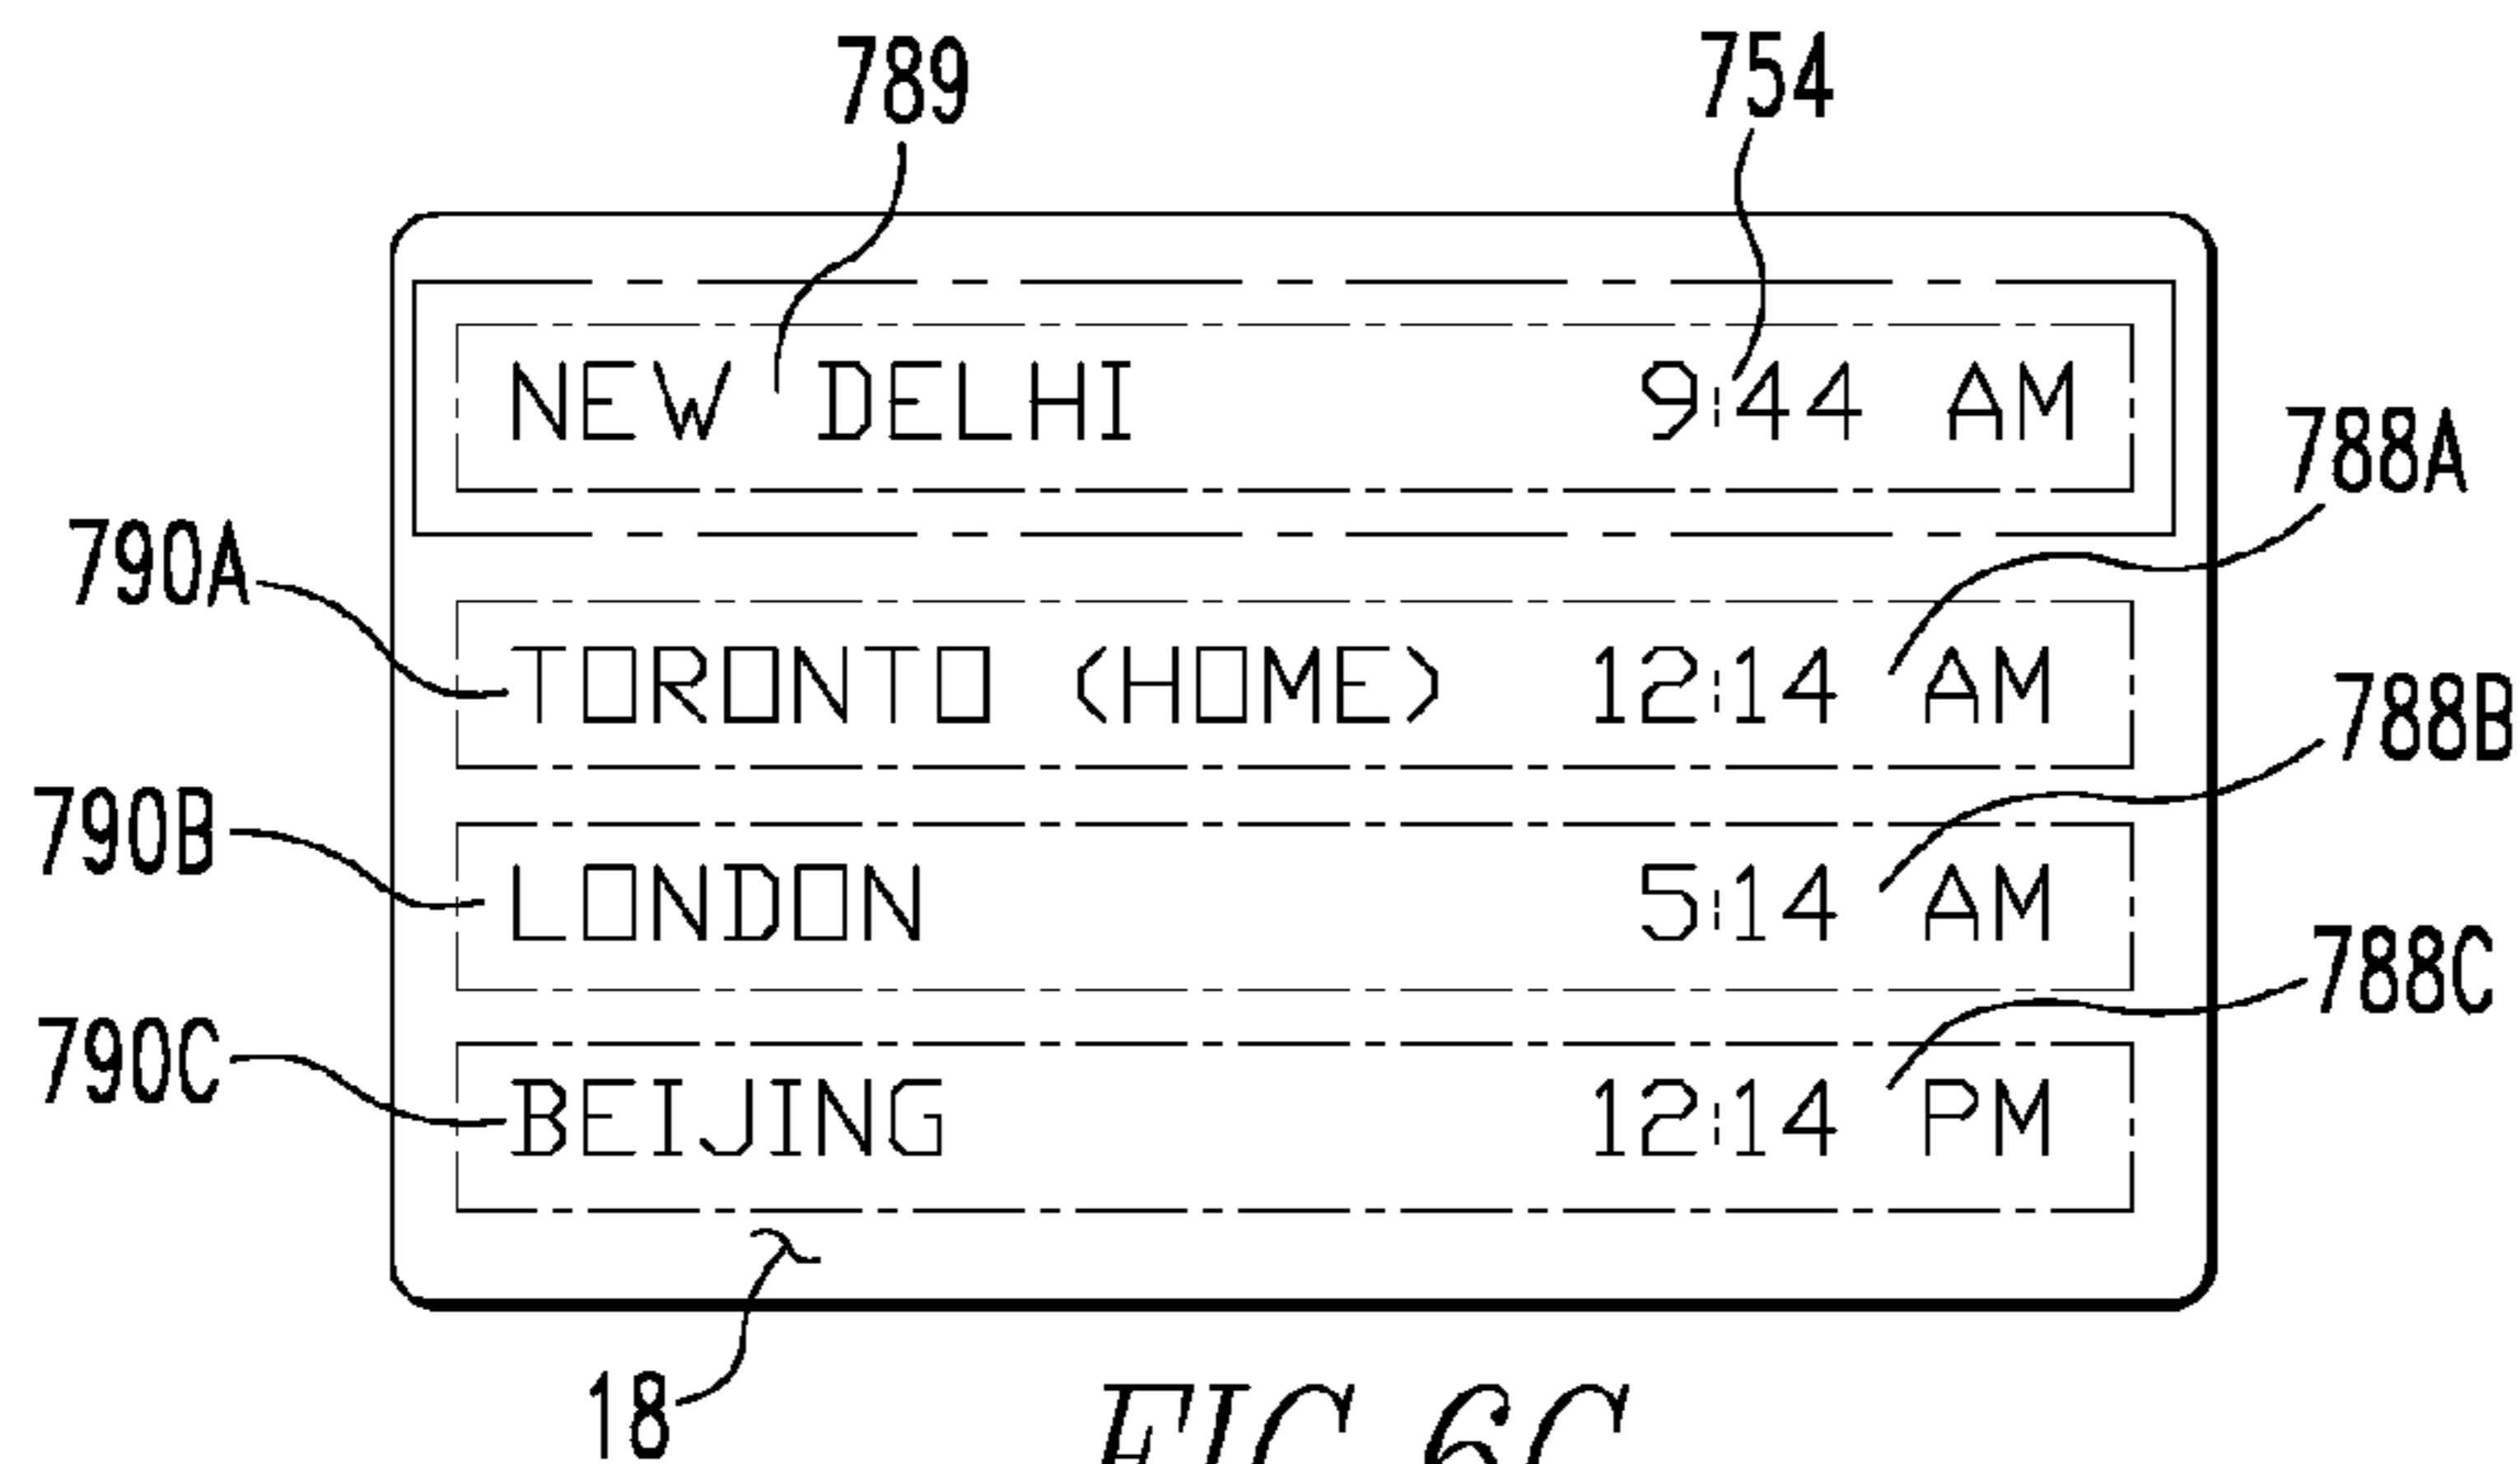 789 754
NEW DELHI 9:44 AM
788A
790A
TORONTO (HOME) 12:14 AM
788B
790B
LONDON 5:14 AM
788C
790C
BEIJING 12:14 PM
18
FIG. 6C